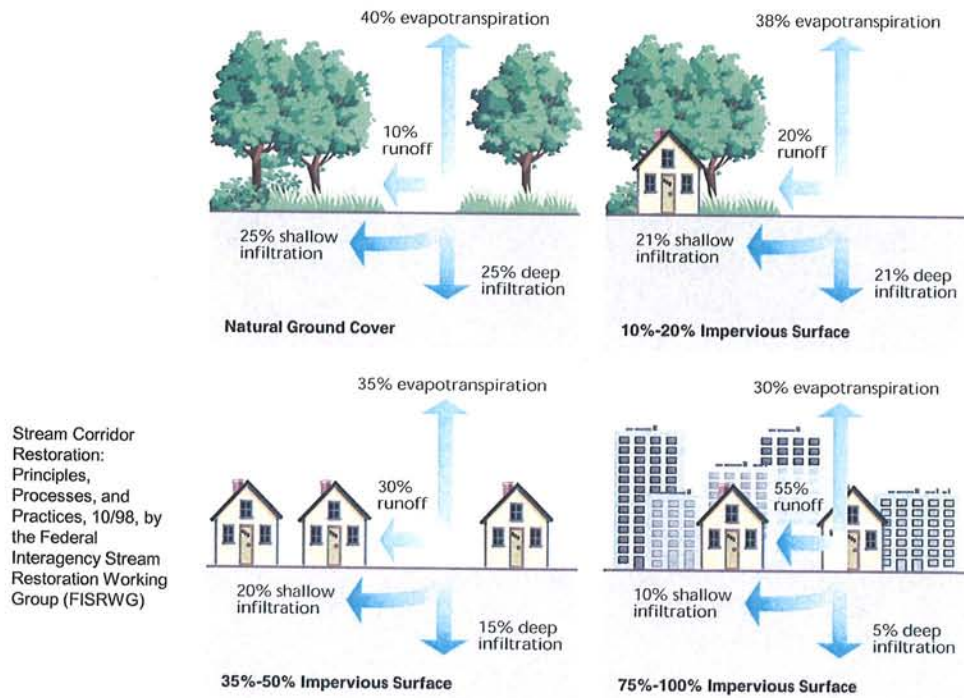 40% evapotranspiration
10%
runoff
25% shallow
infiltration
25% deep
infiltration
Natural Ground Cover
38% evapotranspiration
20%
runoff
21% shallow
infiltration
21% deep
infiltration
10%-20% Impervious Surface
Stream Corridor
Restoration:
Principles,
Processes, and
Practices, 10/98, by
the Federal
Interagency Stream
Restoration Working
Group (FISRWG)
35% evapotranspiration
30%
runoff
20% shallow
infiltration
15% deep
infiltration
35%-50% Impervious Surface
30% evapotranspiration
55%
runoff
10% shallow
infiltration
5% deep
infiltration
75%-100% Impervious Surface